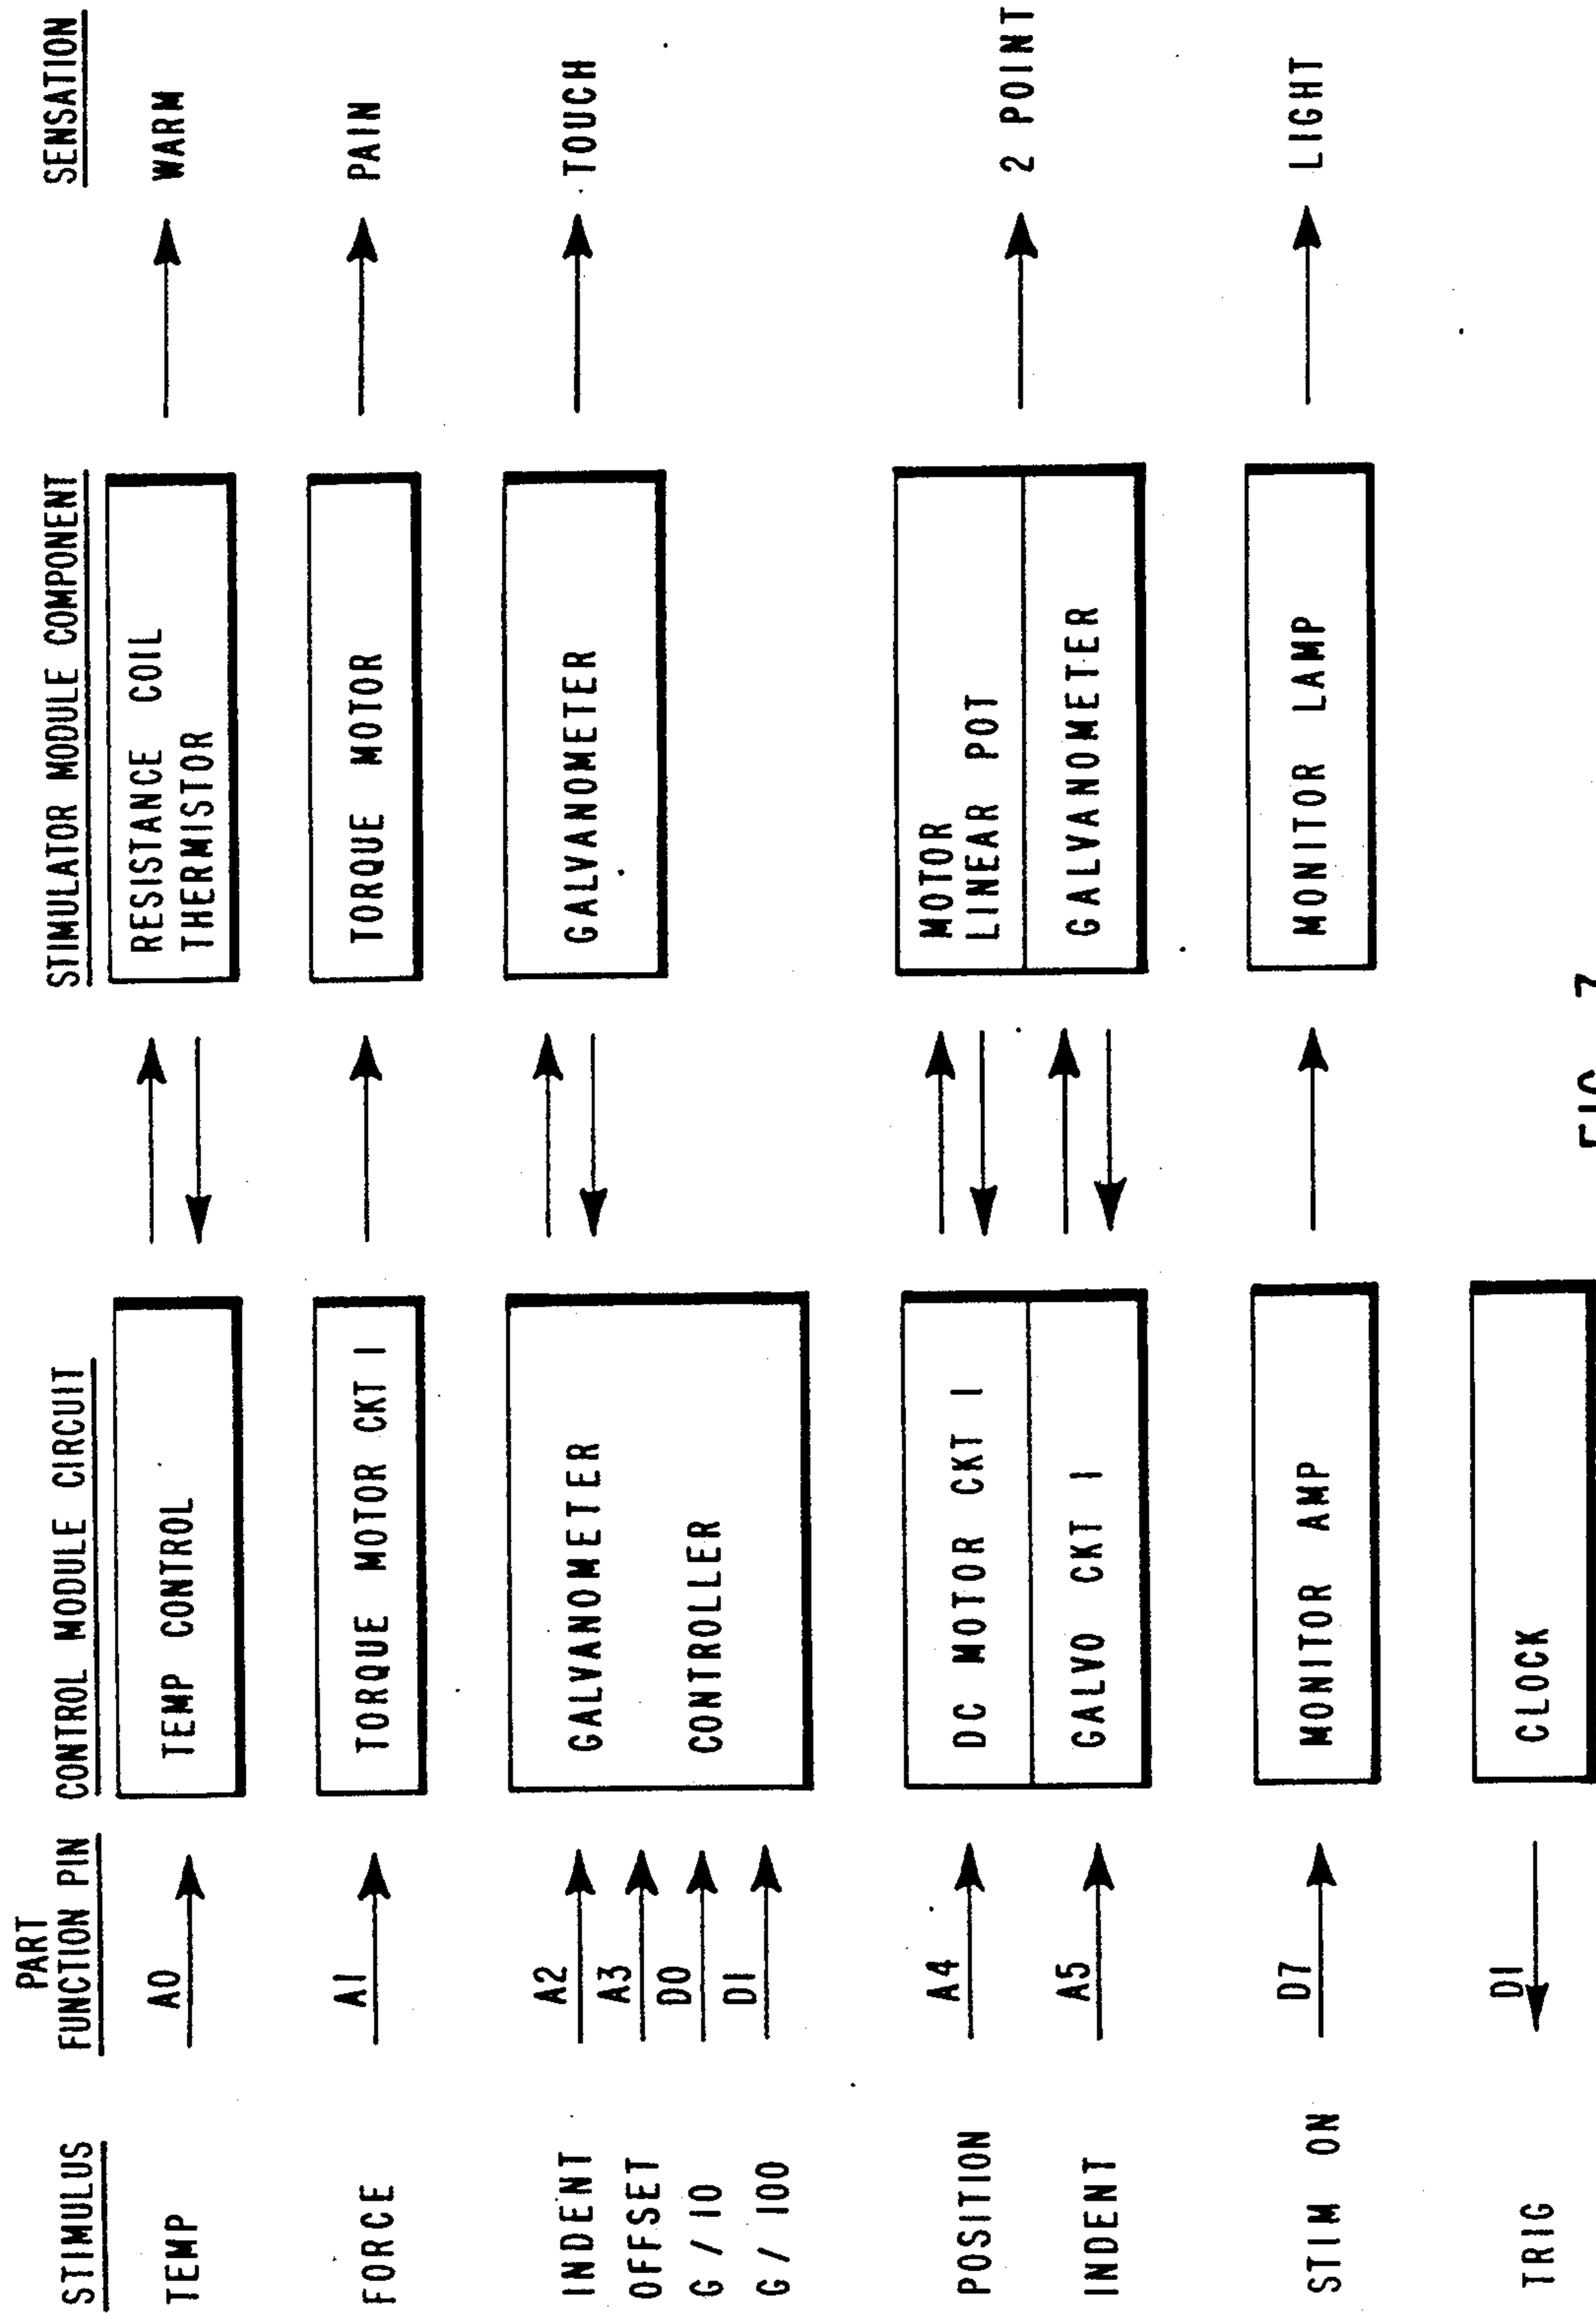 STIMULUS
PART
FUNCTION PIN
CONTROL MODULE CIRCUIT
STIMULATOR MODULE COMPONENT
SENSATION
TEMP
A0
TEMP CONTROL
RESISTANCE COIL
THERMISTOR
WARM
FORCE
A1
TORQUE MOTOR CKT 1
TORQUE MOTOR
PAIN
INDENT
A2
OFFSET
A3
G / 10
D0
G / 100
D1
GALVANOMETER
CONTROLLER
GALVANOMETER
TOUCH
POSITION
A4
DC MOTOR CKT 1
MOTOR
LINEAR POT
INDENT
A5
GALVO CKT 1
GALVANOMETER
2 POINT
STIM ON
D7
MONITOR AMP
MONITOR LAMP
LIGHT
TRIG
D1
CLOCK
FIG. 7